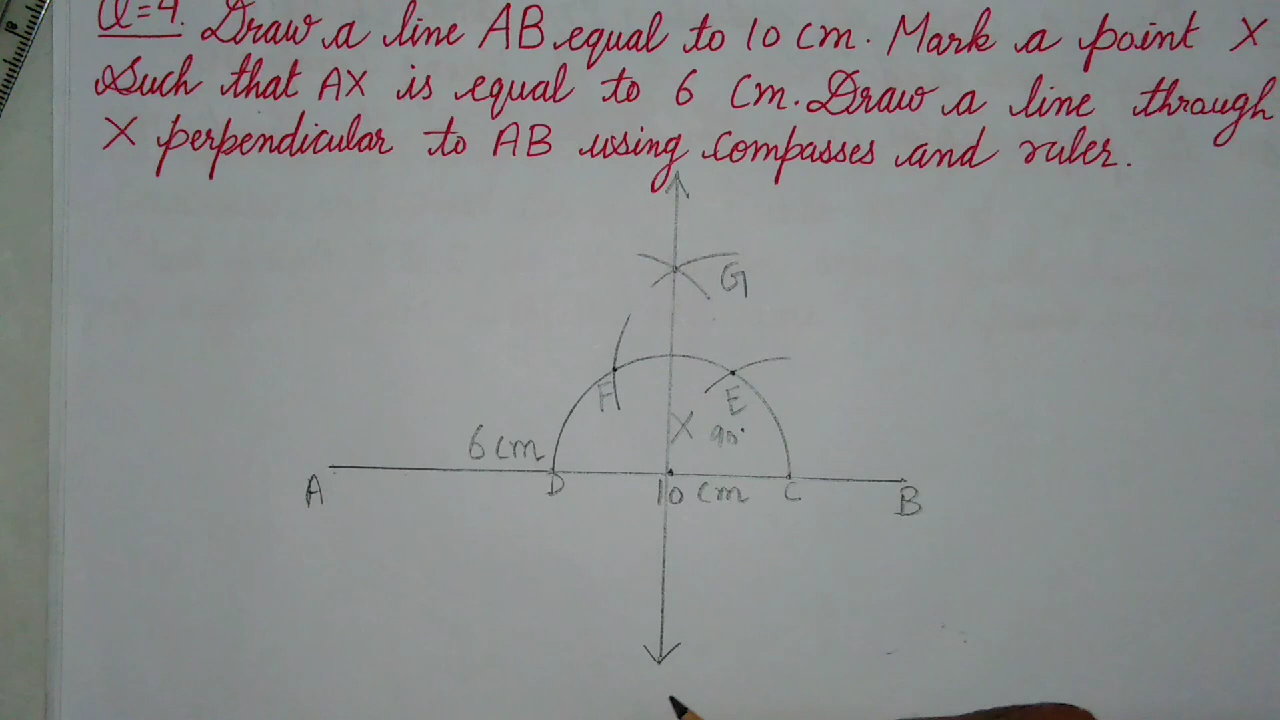 Q=4. Draw a line AB equal to 10 cm. Mark a point X
Such that AX is equal to 6 Cm. Draw a line through
X perpendicular to AB using compasses and ruler.
G
F
E
X 90°
6 cm
A
D
10 cm
C
B